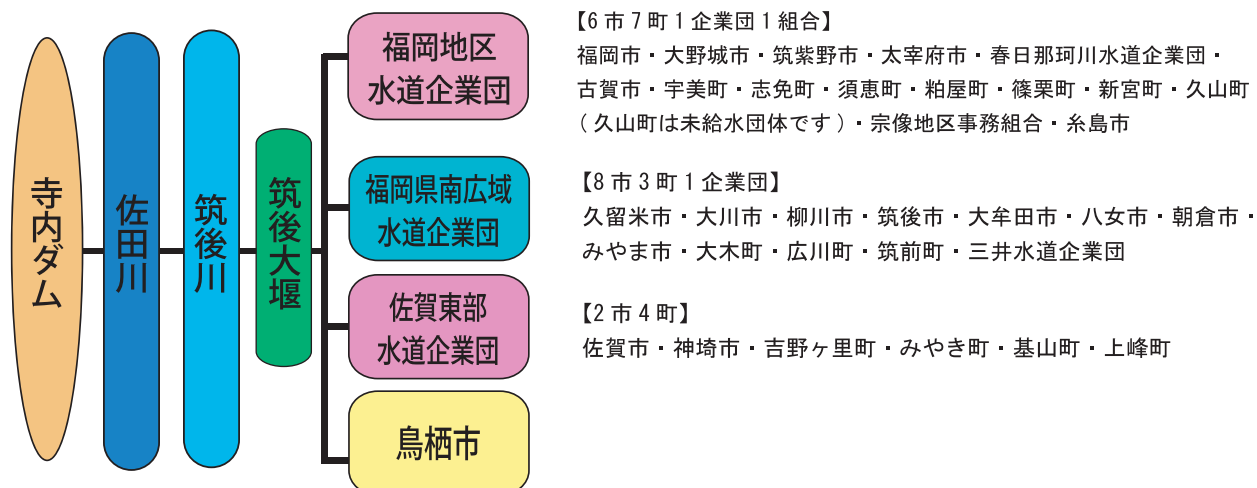 寺内ダム
佐田川
筑後川
筑後大堰
福岡地区
水道企業団
【6市7町1企業団1組合】
福岡市・大野城市・筑紫野市・太宰府市・春日那珂川水道企業団・
古賀市・宇美町・志免町・須恵町・粕屋町・篠栗町・新宮町・久山町
(久山町は未給水団体です)・宗像地区事務組合・糸島市
福岡県南広域
水道企業団
【8市3町1企業団】
久留米市・大川市・柳川市・筑後市・大牟田市・八女市・朝倉市・
みやま市・大木町・広川町・筑前町・三井水道企業団
佐賀東部
水道企業団
【2市4町】
佐賀市・神埼市・吉野ヶ里町・みやき町・基山町・上峰町
鳥栖市